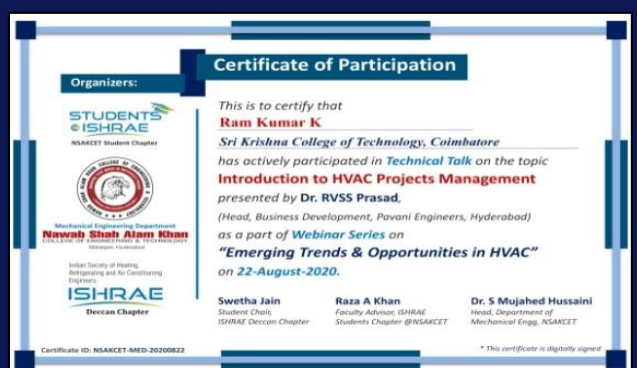 Certificate of Participation
Organizers:
STUDENTS
@ISHRAE
NSAKCET Student Chapter
Mechanical Engineering Department
Nawab Shah Alam Khan
COLLEGE OF ENGINEERING & TECHNOLOGY
Malakpet, Hyderabad
Indian Society of Heating,
Refrigerating and Air Conditioning
Engineers
ISHRAE
Deccan Chapter
This is to certify that
Ram Kumar K
Sri Krishna College of Technology, Coimbatore
has actively participated in Technical Talk on the topic
Introduction to HVAC Projects Management
presented by Dr. RVSS Prasad,
(Head, Business Development, Pavani Engineers, Hyderabad)
as a part of Webinar Series on
“Emerging Trends & Opportunities in HVAC”
on 22-August-2020.
Swetha Jain
Student Chair,
ISHRAE Deccan Chapter
Raza A Khan
Faculty Advisor, ISHRAE
Students Chapter @NSAKCET
Dr. S Mujahed Hussaini
Head, Department of
Mechanical Engg, NSAKCET
Certificate ID: NSAKCET-MED-20200822
* This certificate is digitally signed